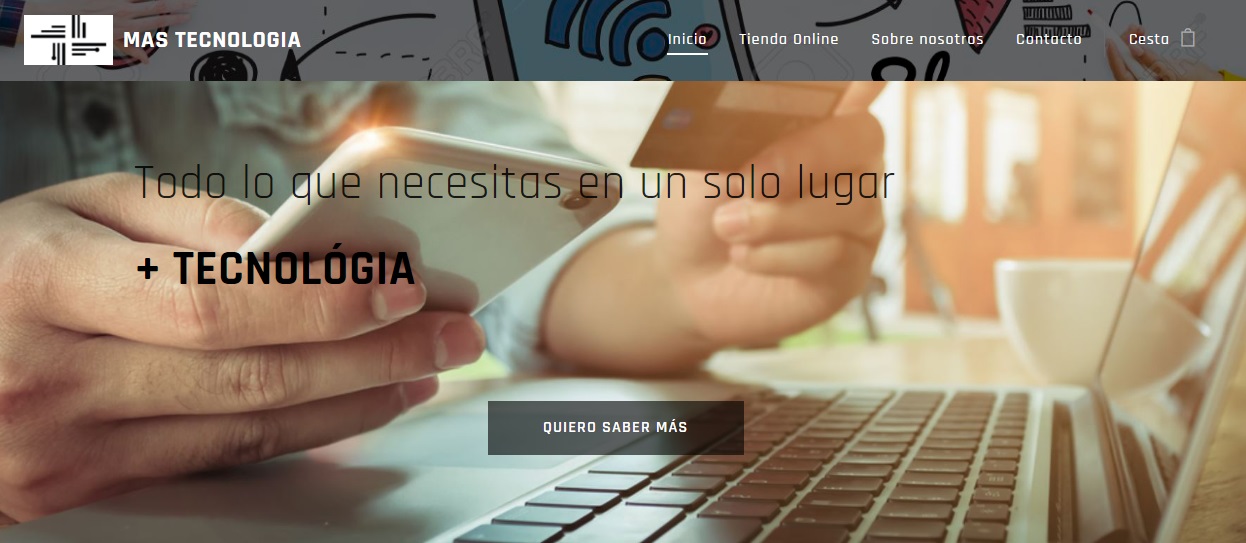 MAS TECNOLOGIA
Inicio Tienda Online Sobre nosotros Contacto Cesta
Todo lo que necesitas en un solo lugar
+ TECNOLÓGIA
QUIERO SABER MÁS